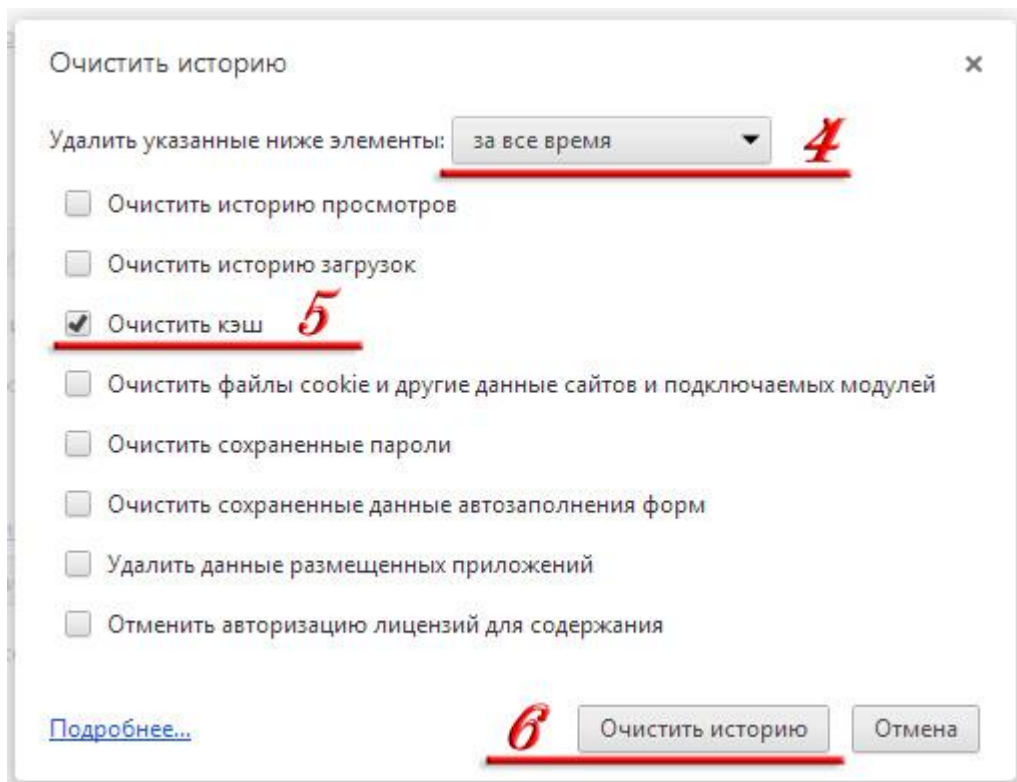 Очистить историю
Удалить указанные ниже элементы: за все время 4
Очистить историю просмотров
Очистить историю загрузок
Очистить кэш 5
Очистить файлы cookie и другие данные сайтов и подключаемых модулей
Очистить сохраненные пароли
Очистить сохраненные данные автозаполнения форм
Удалить данные размещенных приложений
Отменить авторизацию лицензий для содержания
Подробнее... 6 Очистить историю Отмена